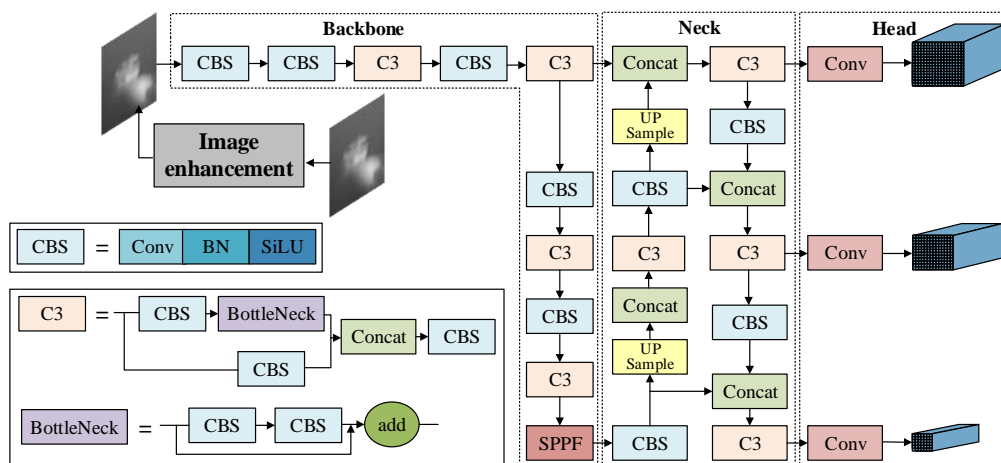 Backbone
Neck
Head
CBS
CBS
C3
CBS
C3
Concat
C3
Conv
UP
Sample
CBS
Image
enhancement
CBS
CBS
Concat
CBS = Conv BN SiLU
C3
C3
C3
Conv
Concat
CBS
CBS
UP
Sample
C3
Concat
SPPF
CBS
C3
Conv
C3 =
CBS
BottleNeck
Concat
CBS
CBS
BottleNeck =
CBS
CBS
add